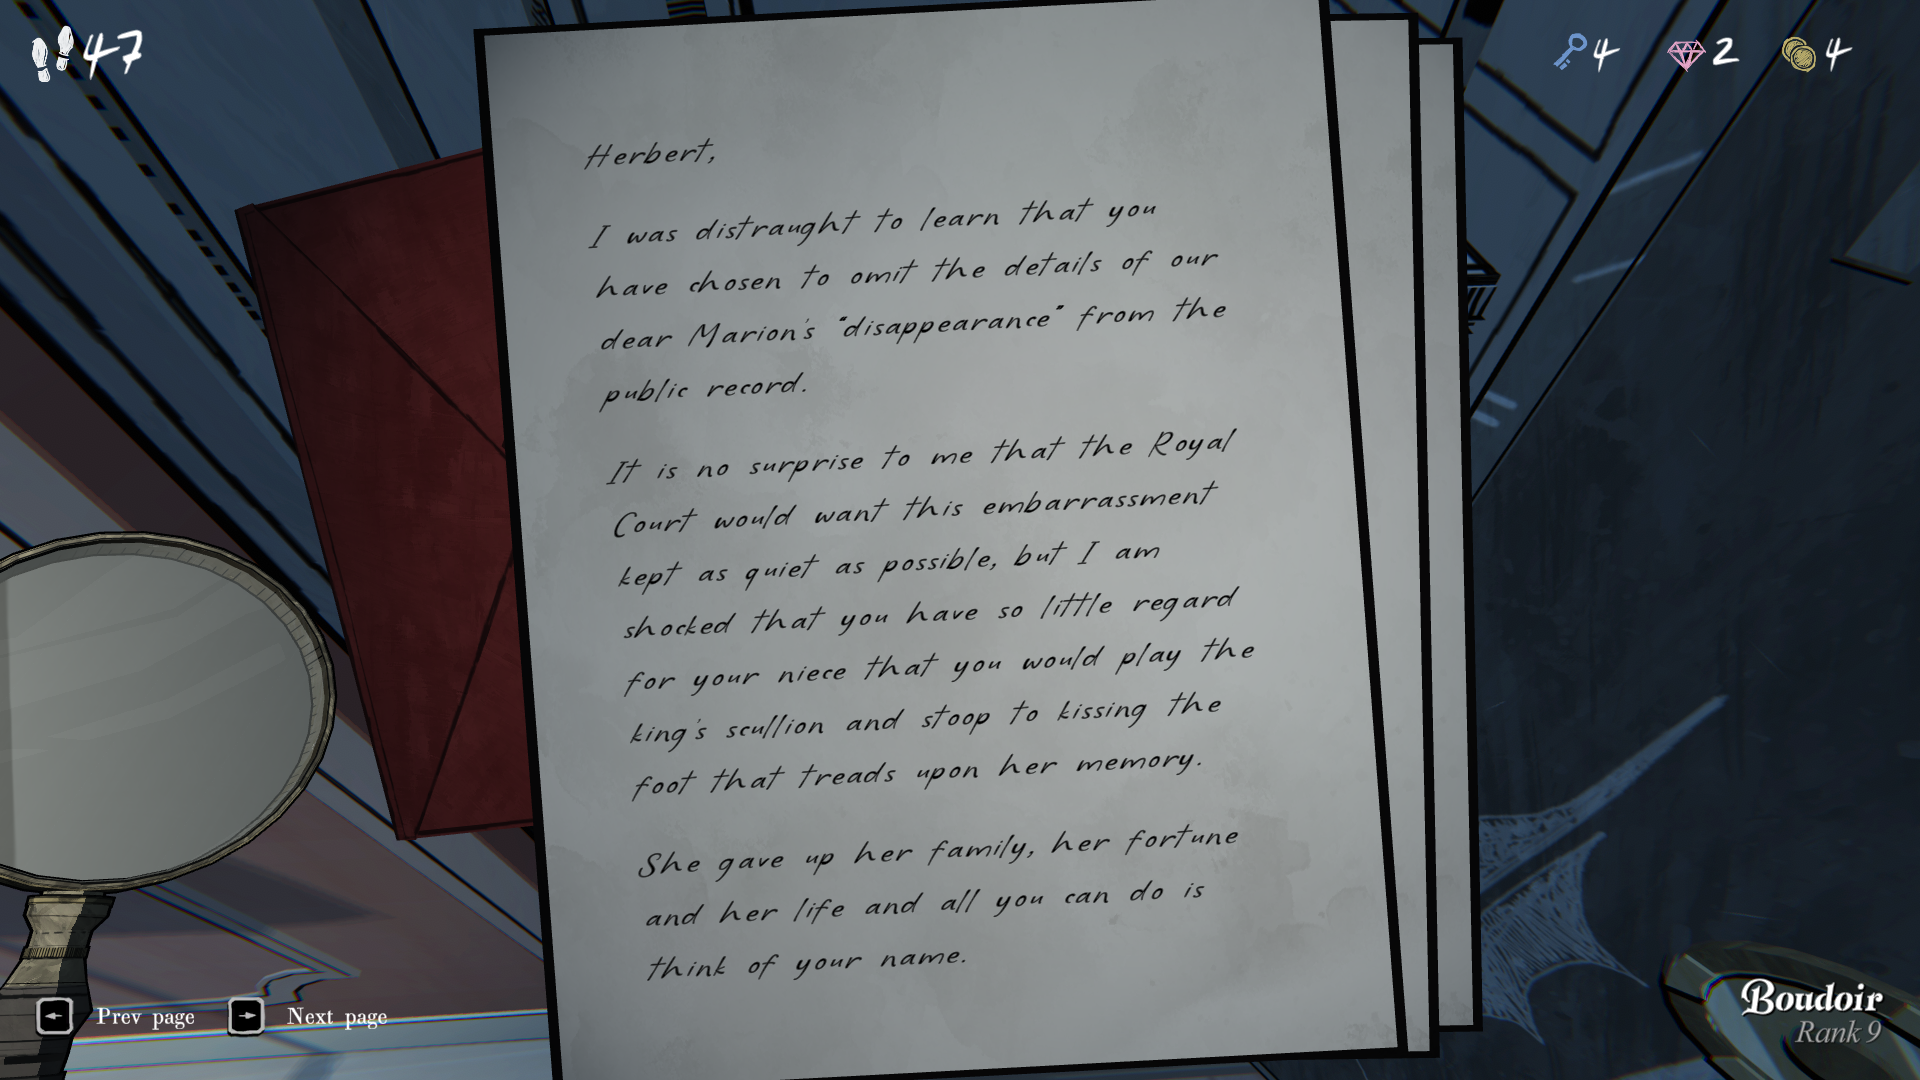 47
4
2
4
Herbert,
I was distraught to learn that you
have chosen to omit the details of our
dear Marion's "disappearance" from the
public record.
It is no surprise to me that the Royal
Court would want this embarrassment
kept as quiet as possible, but I am
shocked that you have so little regard
for your niece that you would play the
king's scullion and stoop to kissing the
foot that treads upon her memory.
She gave up her family, her fortune
and her life and all you can do is
think of your name.
Prev page
Next page
Boudoir
Rank 9